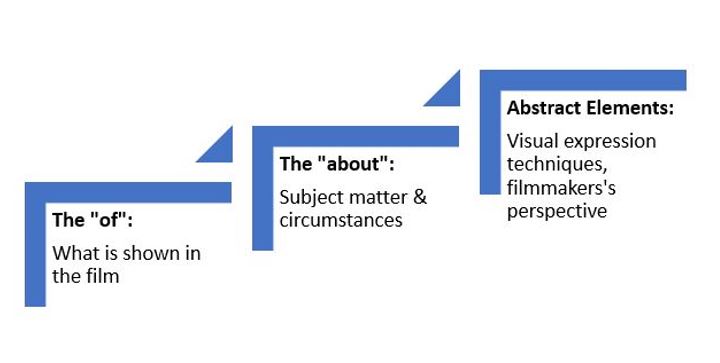 The "of":
What is shown in
the film
The "about":
Subject matter &
circumstances
Abstract Elements:
Visual expression
techniques,
filmmakers's
perspective